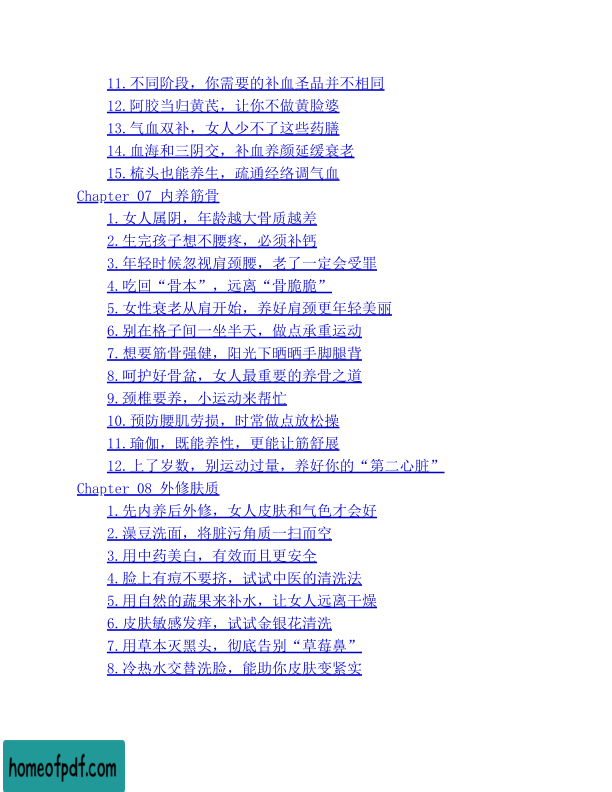 11.不同阶段，你需要的补血圣品并不相同
12.阿胶当归黄芪，让你不做黄脸婆
13.气血双补，女人少不了这些药膳
14.血海和三阴交，补血养颜延缓衰老
15.梳头也能养生，疏通经络调气血
Chapter 07 内养筋骨
1.女人属阴，年龄越大骨质越差
2.生完孩子想不腰疼，必须补钙
3.年轻时候忽视肩颈腰，老了一定会受罪
4.吃回“骨本”，远离“骨脆脆”
5.女性衰老从肩开始，养好肩颈更年轻美丽
6.别在格子间一坐半天，做点承重运动
7.想要筋骨强健，阳光下晒晒手脚腿背
8.呵护好骨盆，女人最重要的养骨之道
9.颈椎要养，小运动来帮忙
10.预防腰肌劳损，时常做点放松操
11.瑜伽，既能养性，更能让筋舒展
12.上了岁数，别运动过量，养好你的“第二心脏”
Chapter 08 外修肤质
1.先内养后外修，女人皮肤和气色才会好
2.澡豆洗面，将脏污角质一扫而空
3.用中药美白，有效而且更安全
4.脸上有痘不要挤，试试中医的清洗法
5.用自然的蔬果来补水，让女人远离干燥
6.皮肤敏感发痒，试试金银花清洗
7.用草本灭黑头，彻底告别“草莓鼻”
8.冷热水交替洗脸，能助你皮肤变紧实
homeofpdf.com